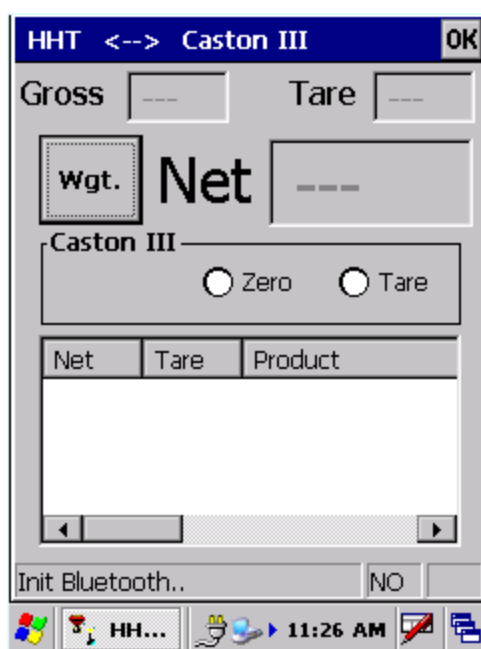 HHT <--> Caston III OK
Gross --- Tare ---
Wgt. Net ---
Caston III
Zero Tare
Net Tare Product
Init Bluetooth.. NO
HH... 11:26 AM